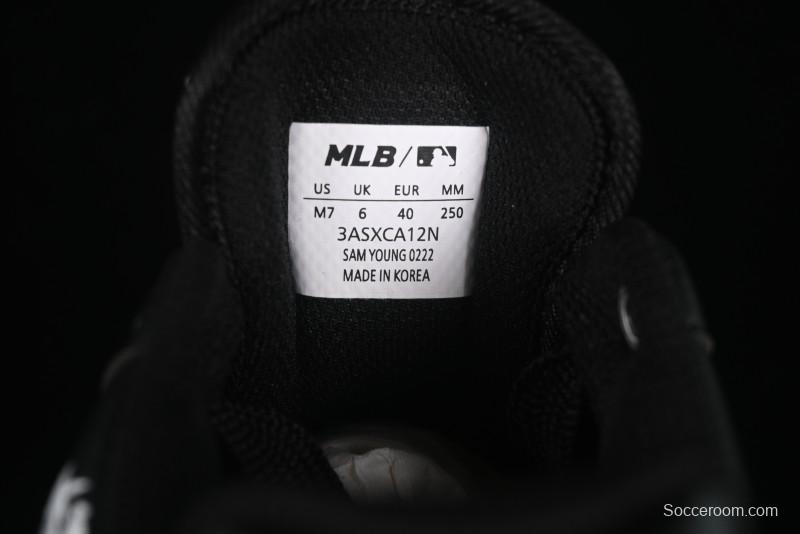 MLB /
US UK EUR MM
M7 6 40 250
3ASXCA12N
SAM YOUNG 0222
MADE IN KOREA
Socceroom.com